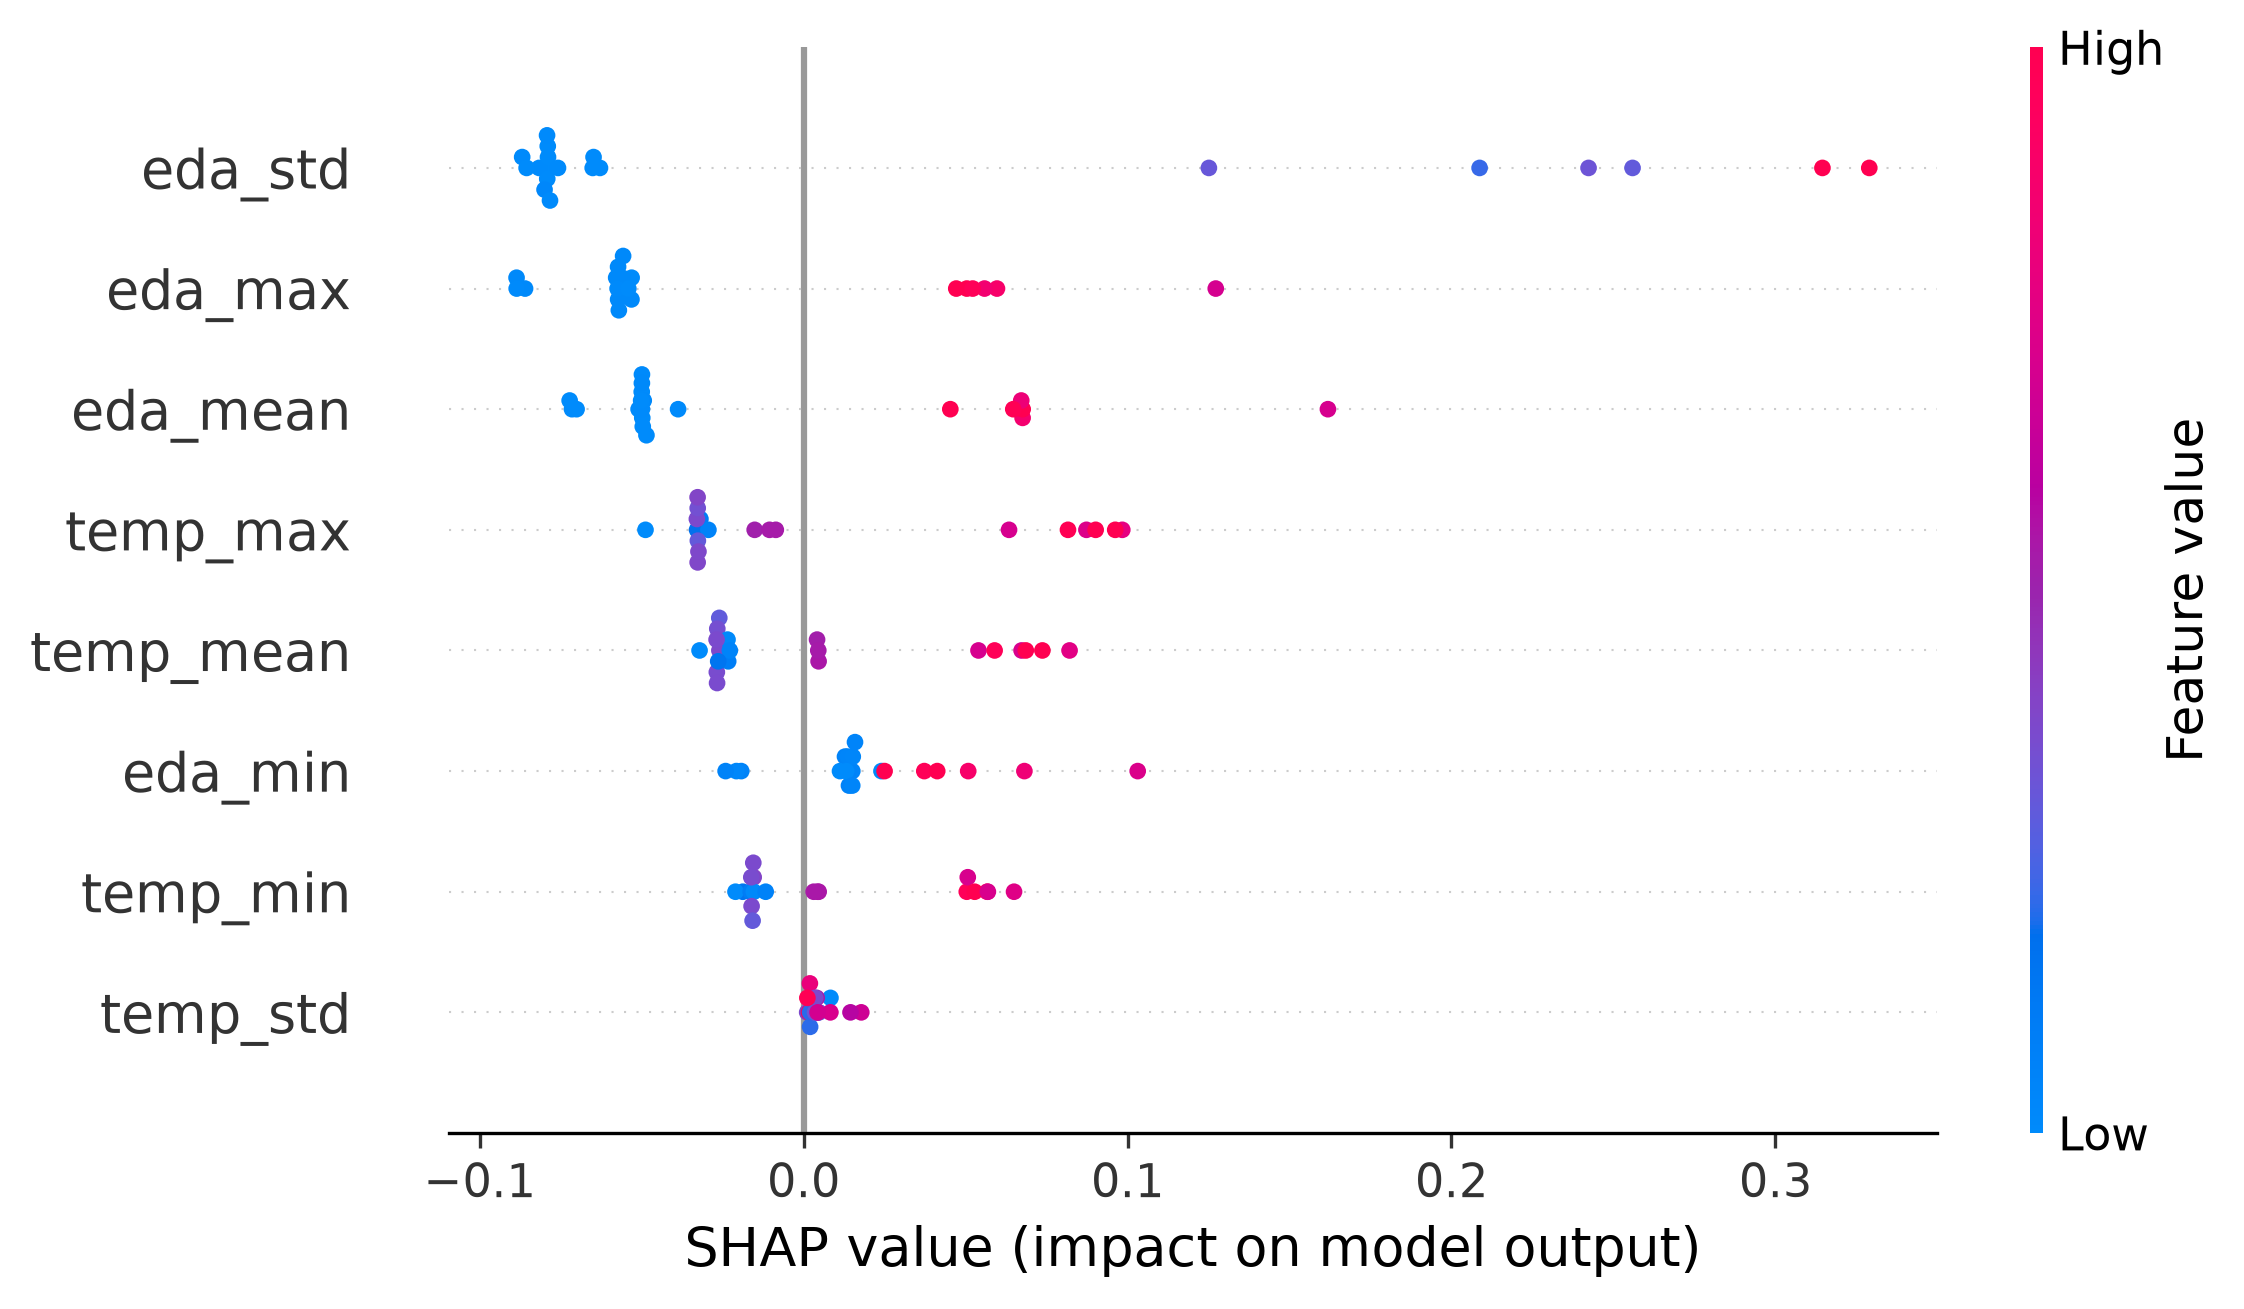 High
eda_std
eda_max
eda_mean
temp_max
temp_mean
eda_min
temp_min
temp_std
Feature value
Low
−0.1 0.0 0.1 0.2 0.3
SHAP value (impact on model output)